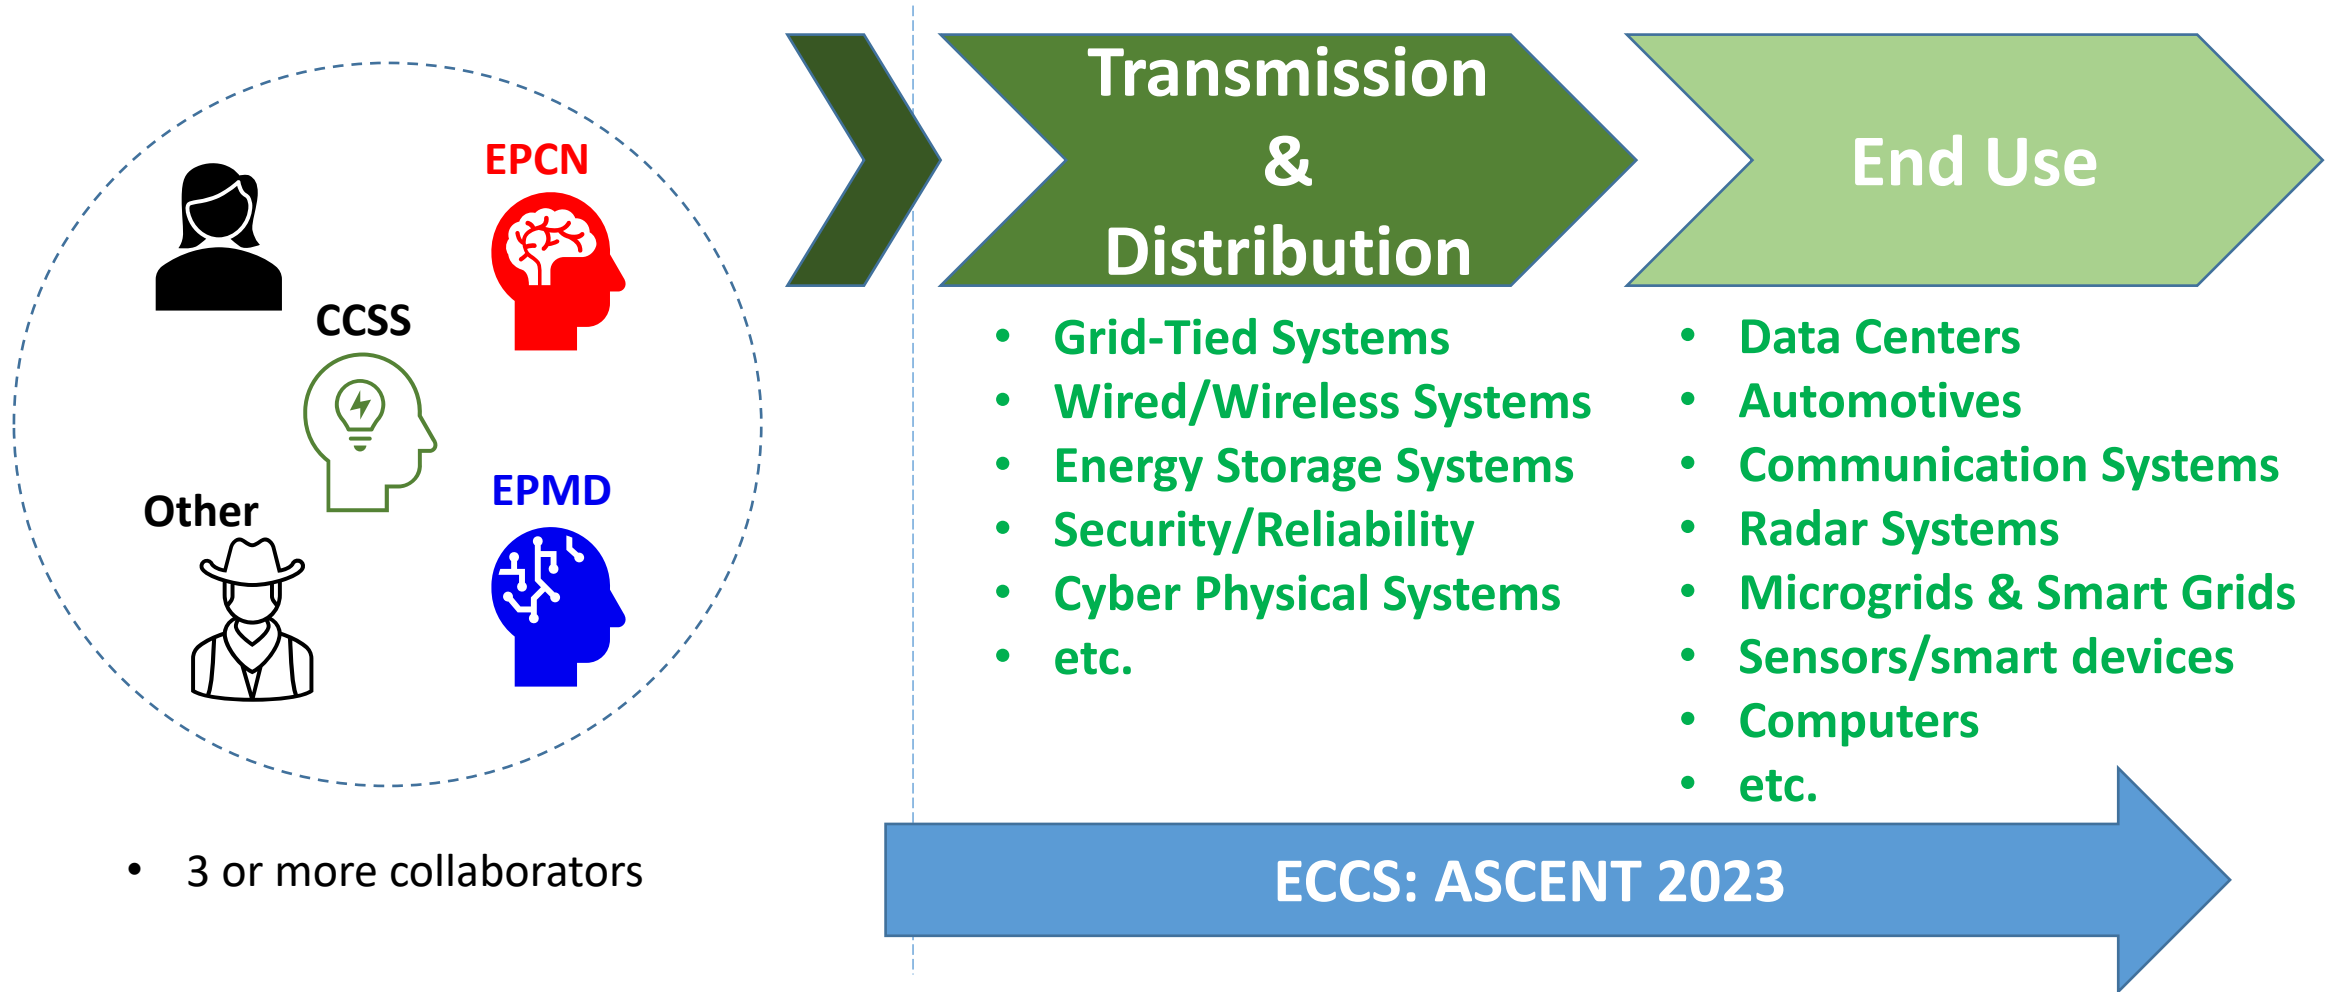 EPCN
CCSS
Other
EPMD
• 3 or more collaborators
Transmission
&
Distribution
• Grid-Tied Systems
• Wired/Wireless Systems
• Energy Storage Systems
• Security/Reliability
• Cyber Physical Systems
• etc.
End Use
• Data Centers
• Automotives
• Communication Systems
• Radar Systems
• Microgrids & Smart Grids
• Sensors/smart devices
• Computers
• etc.
ECCS: ASCENT 2023